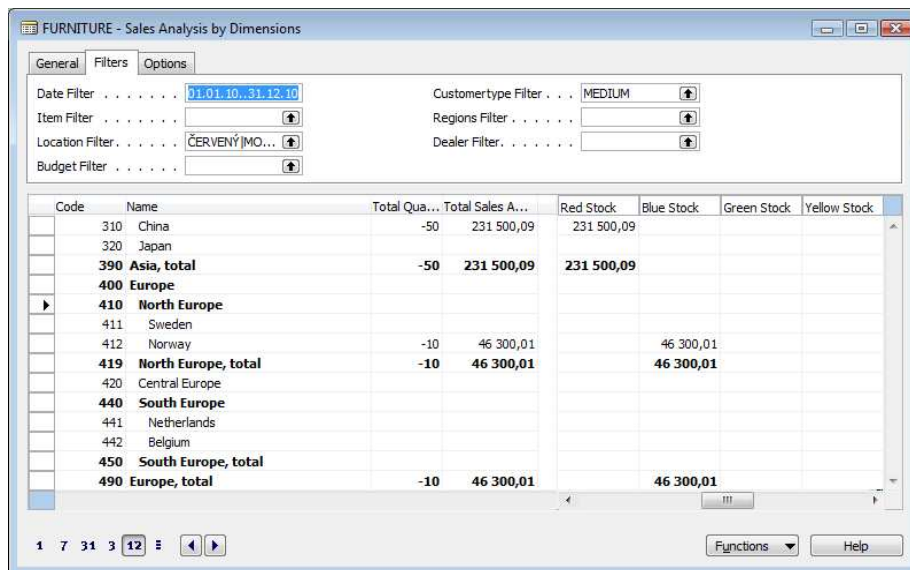 FURNITURE - Sales Analysis by Dimensions
General Filters Options
Date Filter . . . . . . . 01.01.10..31.12.10 Customertype Filter . . . MEDIUM
Item Filter . . . . . . . Regions Filter . . . . . .
Location Filter. . . . . . ČERVENÝ|MO... Dealer Filter. . . . . . .
Budget Filter . . . . . .
Code Name Total Qua... Total Sales A... Red Stock Blue Stock Green Stock Yellow Stock
310 China -50 231 500,09 231 500,09
320 Japan
390 Asia, total -50 231 500,09 231 500,09
400 Europe
410 North Europe
411 Sweden
412 Norway -10 46 300,01 46 300,01
419 North Europe, total -10 46 300,01 46 300,01
420 Central Europe
440 South Europe
441 Netherlands
442 Belgium
450 South Europe, total
490 Europe, total -10 46 300,01 46 300,01
1 7 31 3 12 Functions Help